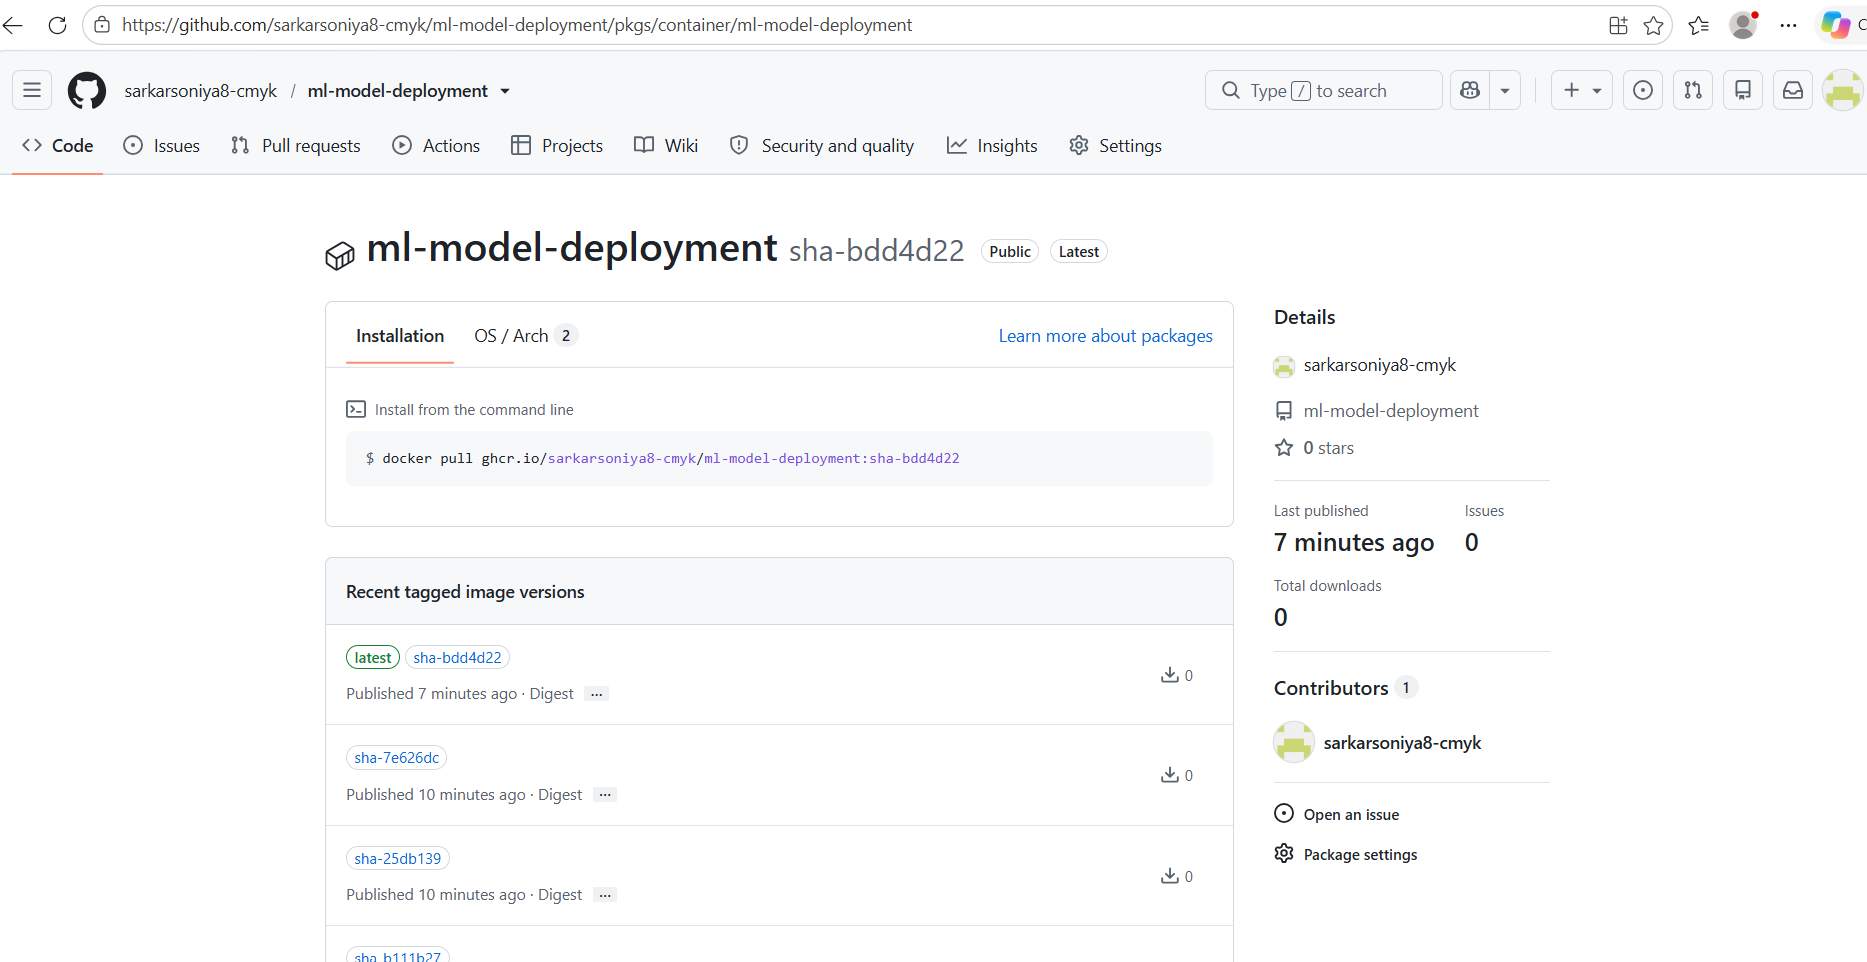 https://github.com/sarkarsoniya8-cmyk/ml-model-deployment/pkgs/container/ml-model-deployment
sarkarsoniya8-cmyk / ml-model-deployment
Type / to search
Code Issues Pull requests Actions Projects Wiki Security and quality Insights Settings
ml-model-deployment sha-bdd4d22 Public Latest
Installation OS / Arch 2 Learn more about packages
Install from the command line
$ docker pull ghcr.io/sarkarsoniya8-cmyk/ml-model-deployment:sha-bdd4d22
Recent tagged image versions
latest sha-bdd4d22
Published 7 minutes ago · Digest ...
0
sha-7e626dc
Published 10 minutes ago · Digest ...
0
sha-25db139
Published 10 minutes ago · Digest ...
0
sha-b111b27
Details
sarkarsoniya8-cmyk
ml-model-deployment
0 stars
Last published Issues
7 minutes ago 0
Total downloads
0
Contributors 1
sarkarsoniya8-cmyk
Open an issue
Package settings